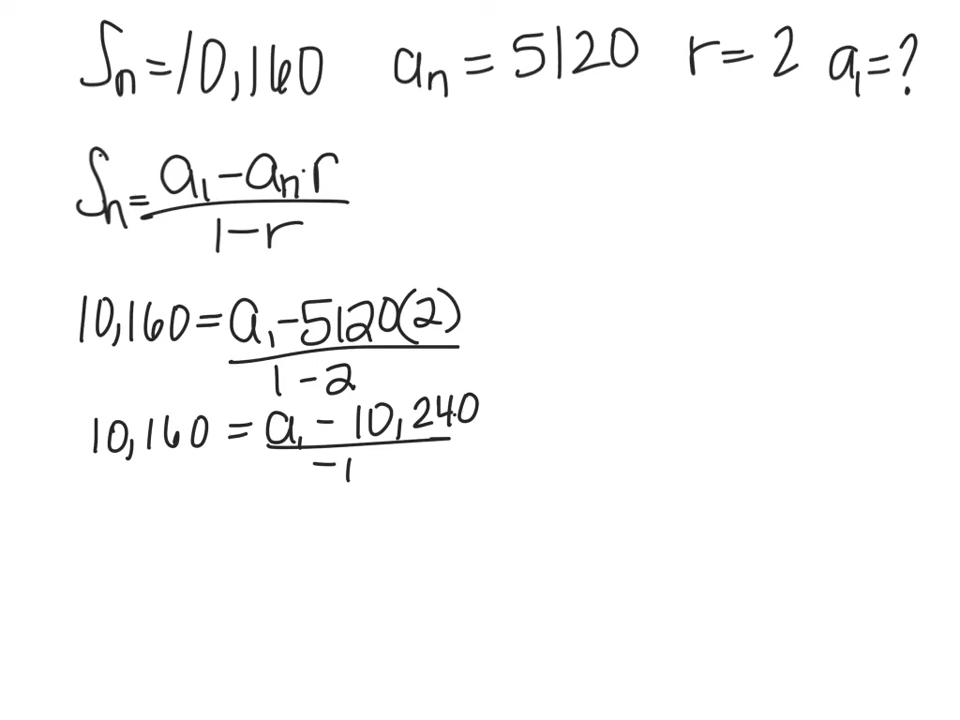 Sn = 10,160 an = 5120 r = 2 a1 = ?
Sn = a1 - an · r
1 - r
10,160 = a1 - 5120(2)
1 - 2
10,160 = a1 - 10,240
-1